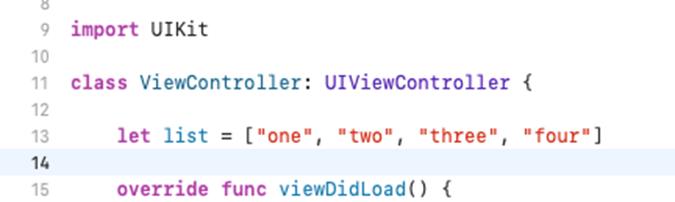 8
9 import UIKit
10
11 class ViewController: UIViewController {
12
13 let list = ["one", "two", "three", "four"]
14
15 override func viewDidLoad() {